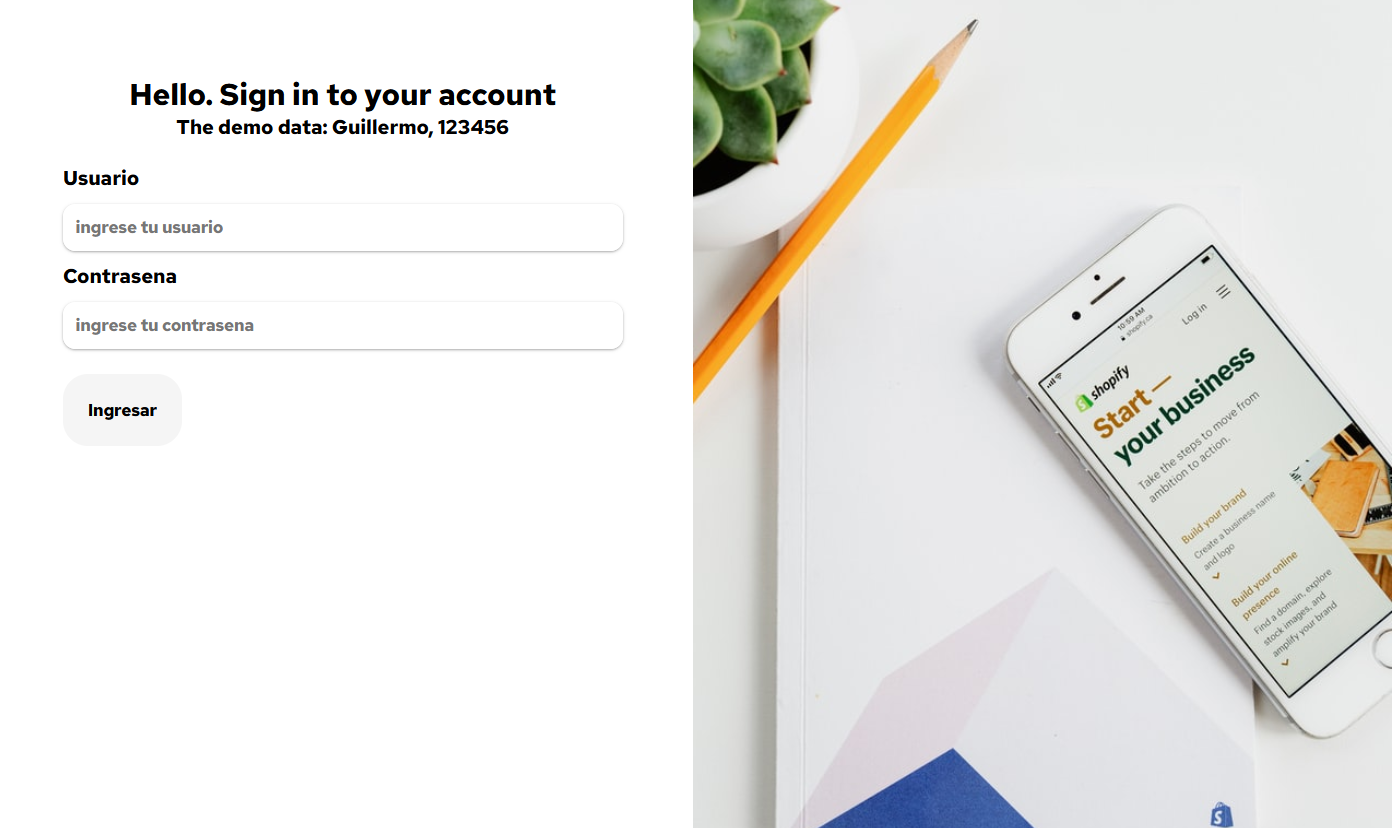 Hello. Sign in to your account
The demo data: Guillermo, 123456
Usuario
ingrese tu usuario
Contrasena
ingrese tu contrasena
Ingresar
10:59 AM
shopify.ca
Log in
shopify
Start —
your business
Take the steps to move from
ambition to action.
Build your brand
Create a business name
and logo
Build your online
presence
Find a domain, explore
stock images, and
amplify your brand
S